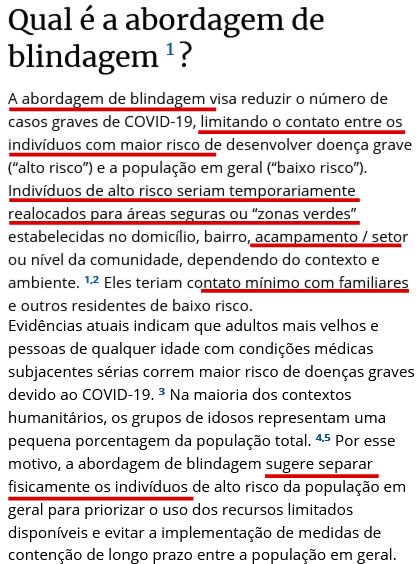 Qual é a abordagem de
blindagem ¹ ?
A abordagem de blindagem visa reduzir o número de
casos graves de COVID-19, limitando o contato entre os
indivíduos com maior risco de desenvolver doença grave
(“alto risco”) e a população em geral (“baixo risco”).
Indivíduos de alto risco seriam temporariamente
realocados para áreas seguras ou “zonas verdes”
estabelecidas no domicílio, bairro, acampamento / setor
ou nível da comunidade, dependendo do contexto e
ambiente. ¹,² Eles teriam contato mínimo com familiares
e outros residentes de baixo risco.
Evidências atuais indicam que adultos mais velhos e
pessoas de qualquer idade com condições médicas
subjacentes sérias correm maior risco de doenças graves
devido ao COVID-19. ³ Na maioria dos contextos
humanitários, os grupos de idosos representam uma
pequena porcentagem da população total. ⁴,⁵ Por esse
motivo, a abordagem de blindagem sugere separar
fisicamente os indivíduos de alto risco da população em
geral para priorizar o uso dos recursos limitados
disponíveis e evitar a implementação de medidas de
contenção de longo prazo entre a população em geral.